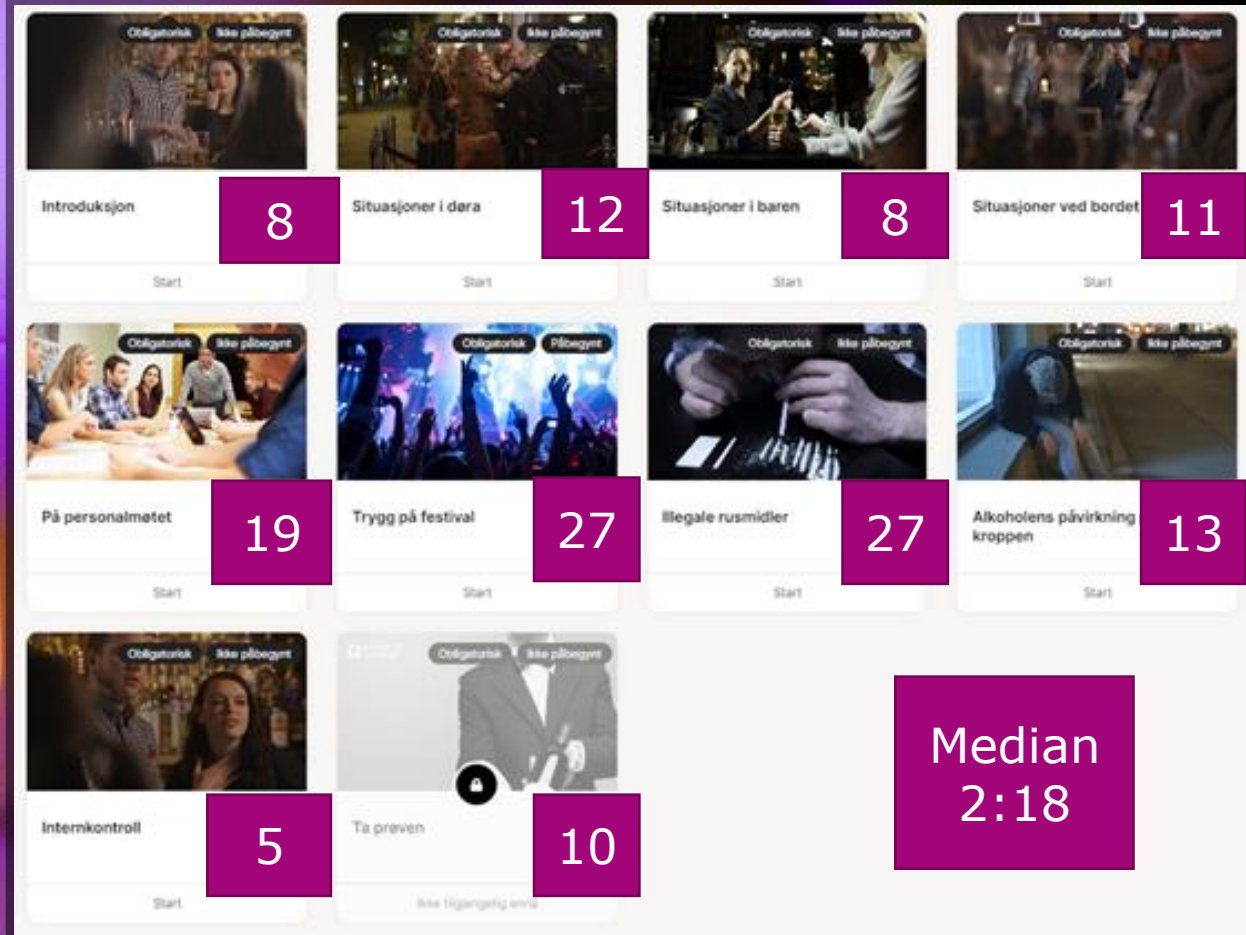 Obligatorisk Ikke påbegynt
Obligatorisk Ikke påbegynt
Obligatorisk Ikke påbegynt
Obligatorisk Ikke påbegynt
Introduksjon
8
Situasjoner i døra
12
Situasjoner i baren
8
Situasjoner ved bordet
11
Start
Start
Start
Start
Obligatorisk Ikke påbegynt
Obligatorisk Påbegynt
Obligatorisk Ikke påbegynt
Obligatorisk Ikke påbegynt
På personalmøtet
19
Trygg på festival
27
Illegale rusmidler
27
Alkoholens påvirkning
kroppen
13
Start
Start
Start
Start
Obligatorisk Ikke påbegynt
Obligatorisk Ikke påbegynt
Internkontroll
5
Ta prøven
10
Start
Ikke tilgjengelig ennå
Median
2:18